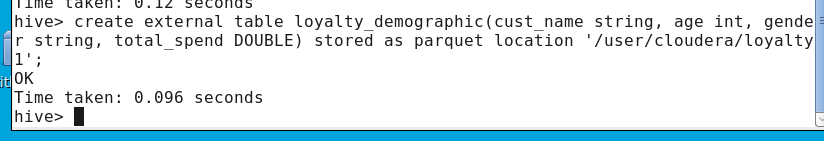 Time taken: 0.12 seconds
hive> create external table loyalty_demographic(cust_name string, age int, gende
r string, total_spend DOUBLE) stored as parquet location '/user/cloudera/loyalty
1';
OK
Time taken: 0.096 seconds
hive>